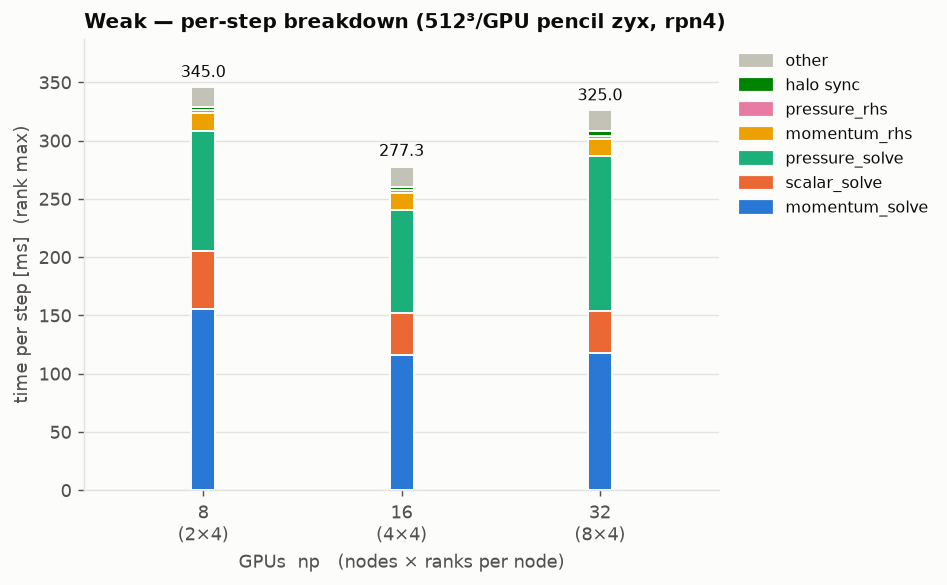 Weak — per-step breakdown (512³/GPU pencil zyx, rpn4)
time per step [ms]  (rank max)
350
300
250
200
150
100
50
0
345.0
277.3
325.0
8
(2×4)
16
(4×4)
32
(8×4)
GPUs  np   (nodes × ranks per node)
other
halo sync
pressure_rhs
momentum_rhs
pressure_solve
scalar_solve
momentum_solve